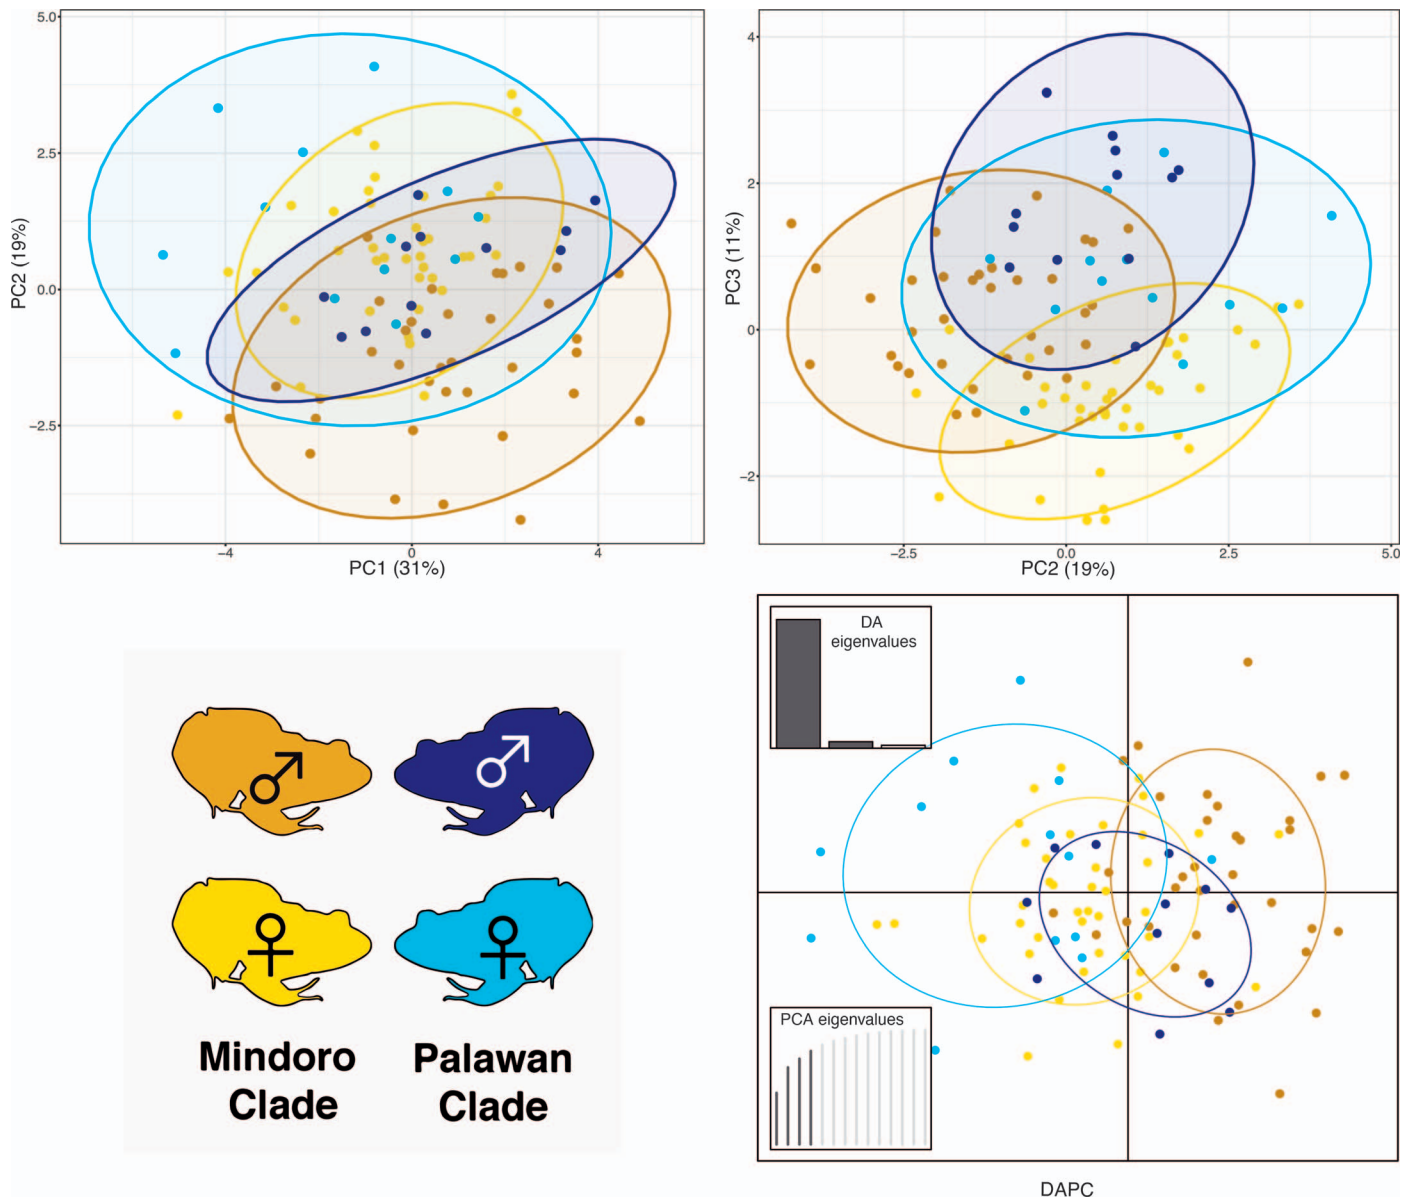 5.0
2.5
0.0
−2.5
PC2 (19%)
−4
0
4
PC1 (31%)
4
2
0
−2
PC3 (11%)
−2.5
0.0
2.5
5.0
PC2 (19%)
♂
♂
♀
♀
Mindoro
Clade
Palawan
Clade
DA
eigenvalues
PCA eigenvalues
DAPC